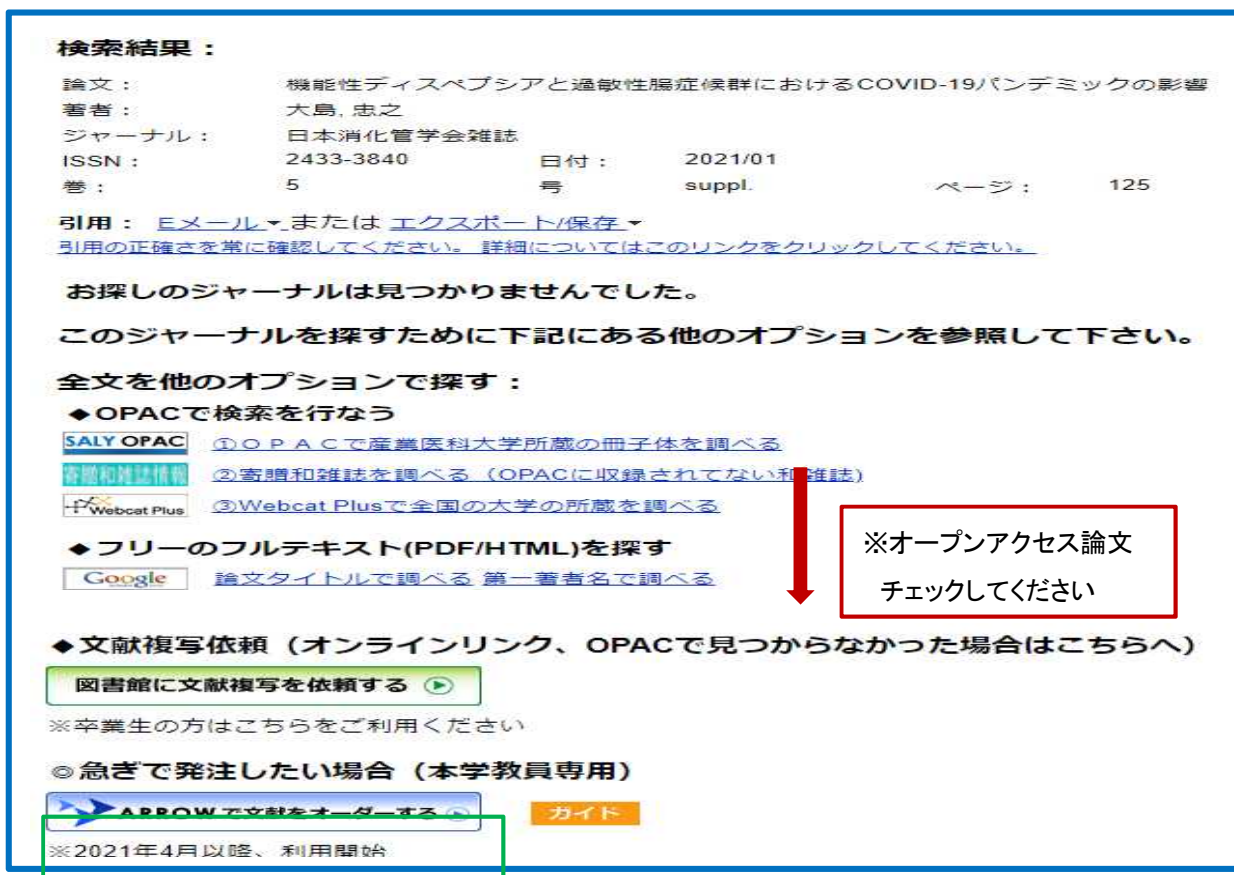 検索結果：
論文： 機能性ディスペプシアと過敏性腸症候群におけるCOVID-19パンデミックの影響
著者： 大島, 忠之
ジャーナル： 日本消化管学会雑誌
ISSN： 2433-3840 日付： 2021/01
巻： 5 号 suppl. ページ： 125
引用： Eメール または エクスポート/保存
引用の正確さを常に確認してください。 詳細についてはこのリンクをクリックしてください。
お探しのジャーナルは見つかりませんでした。
このジャーナルを探すために下記にある他のオプションを参照して下さい。
全文を他のオプションで探す：
◆OPACで検索を行なう
SALY OPAC ①ＯＰＡＣで産業医科大学所蔵の冊子体を調べる
寄贈和雑誌情報 ②寄贈和雑誌を調べる（OPACに収録されてない和雑誌)
Webcat Plus ③Webcat Plusで全国の大学の所蔵を調べる
※オープンアクセス論文
チェックしてください
◆フリーのフルテキスト(PDF/HTML)を探す
Google 論文タイトルで調べる 第一著者名で調べる
◆文献複写依頼（オンラインリンク、OPACで見つからなかった場合はこちらへ）
図書館に文献複写を依頼する
※卒業生の方はこちらをご利用ください
◎急ぎで発注したい場合（本学教員専用）
ARROWで文献をオーダーする ガイド
※2021年4月以降、利用開始